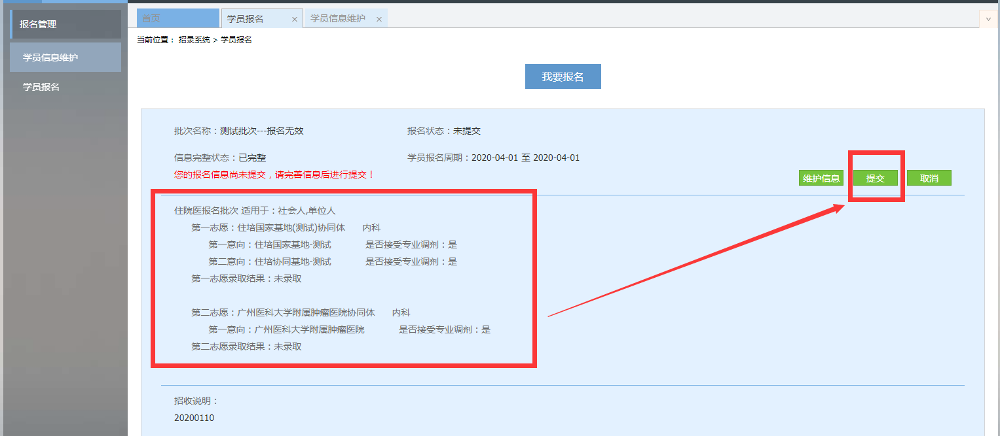 首页 学员报名 × 学员信息维护 ×
报名管理
学员信息维护
学员报名
当前位置： 招录系统 > 学员报名
我要报名
批次名称：测试批次---报名无效 报名状态：未提交
信息完整状态：已完整 学员报名周期：2020-04-01 至 2020-04-01
您的报名信息尚未提交，请完善信息后进行提交！
维护信息 提交 取消
住院医报名批次 适用于：社会人,单位人
第一志愿：住培国家基地(测试)协同体 内科
第一意向：住培国家基地-测试 是否接受专业调剂：是
第二意向：住培协同基地-测试 是否接受专业调剂：是
第一志愿录取结果：未录取
第二志愿：广州医科大学附属肿瘤医院协同体 内科
第一意向：广州医科大学附属肿瘤医院 是否接受专业调剂：是
第二志愿录取结果：未录取
招收说明：
20200110